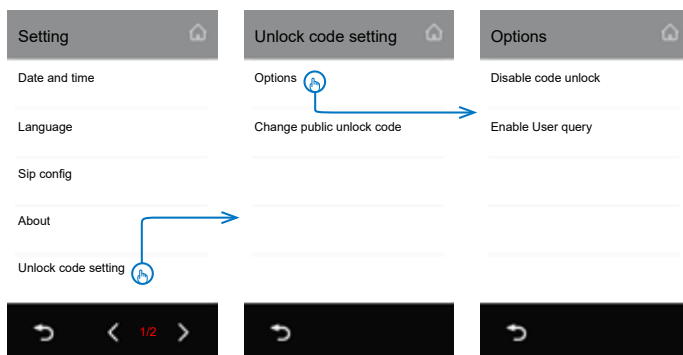 Setting
Date and time
Language
Sip config
About
Unlock code setting
1/2
Unlock code setting
Options
Change public unlock code
Options
Disable code unlock
Enable User query